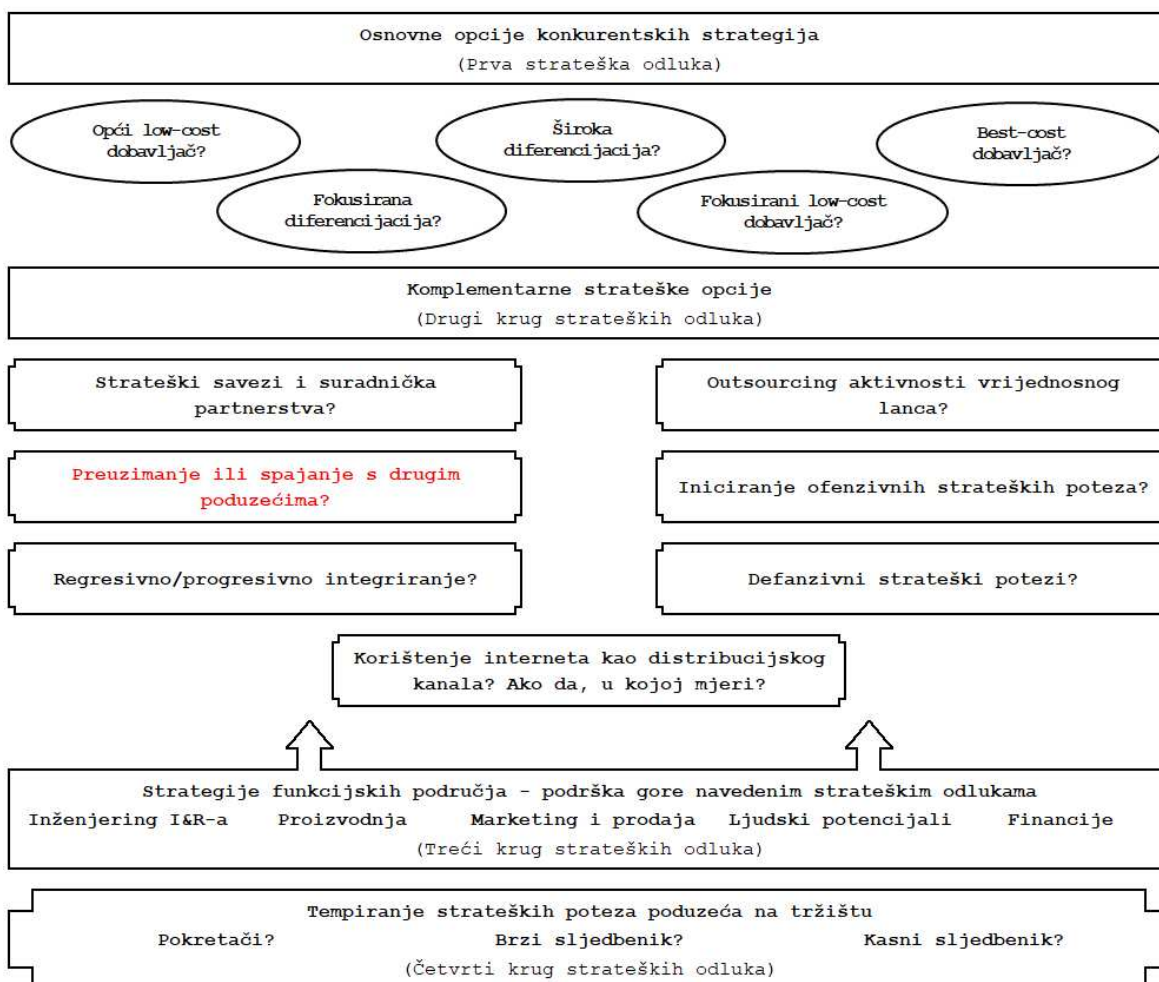 Osnovne opcije konkurentskih strategija
(Prva strateška odluka)
Opći low-cost
dobavljač?
Široka
diferencijacija?
Best-cost
dobavljač?
Fokusirana
diferencijacija?
Fokusirani low-cost
dobavljač?
Komplementarne strateške opcije
(Drugi krug strateških odluka)
Strateški savezi i suradnička
partnerstva?
Outsourcing aktivnosti vrijednosnog
lanca?
Preuzimanje ili spajanje s drugim
poduzećima?
Iniciranje ofenzivnih strateških poteza?
Regresivno/progresivno integriranje?
Defanzivni strateški potezi?
Korištenje interneta kao distribucijskog
kanala? Ako da, u kojoj mjeri?
Strategije funkcijskih područja - podrška gore navedenim strateškim odlukama
Inženjering I&R-a Proizvodnja Marketing i prodaja Ljudski potencijali Financije
(Treći krug strateških odluka)
Tempiranje strateških poteza poduzeća na tržištu
Pokretači? Brzi sljedbenik? Kasni sljedbenik?
(Četvrti krug strateških odluka)